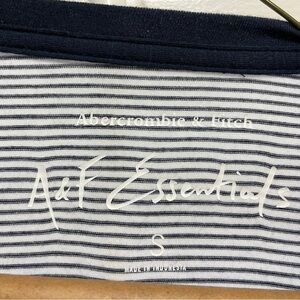 Abercrombie & Fitch
A&F Essentials
S
MADE IN INDONESIA